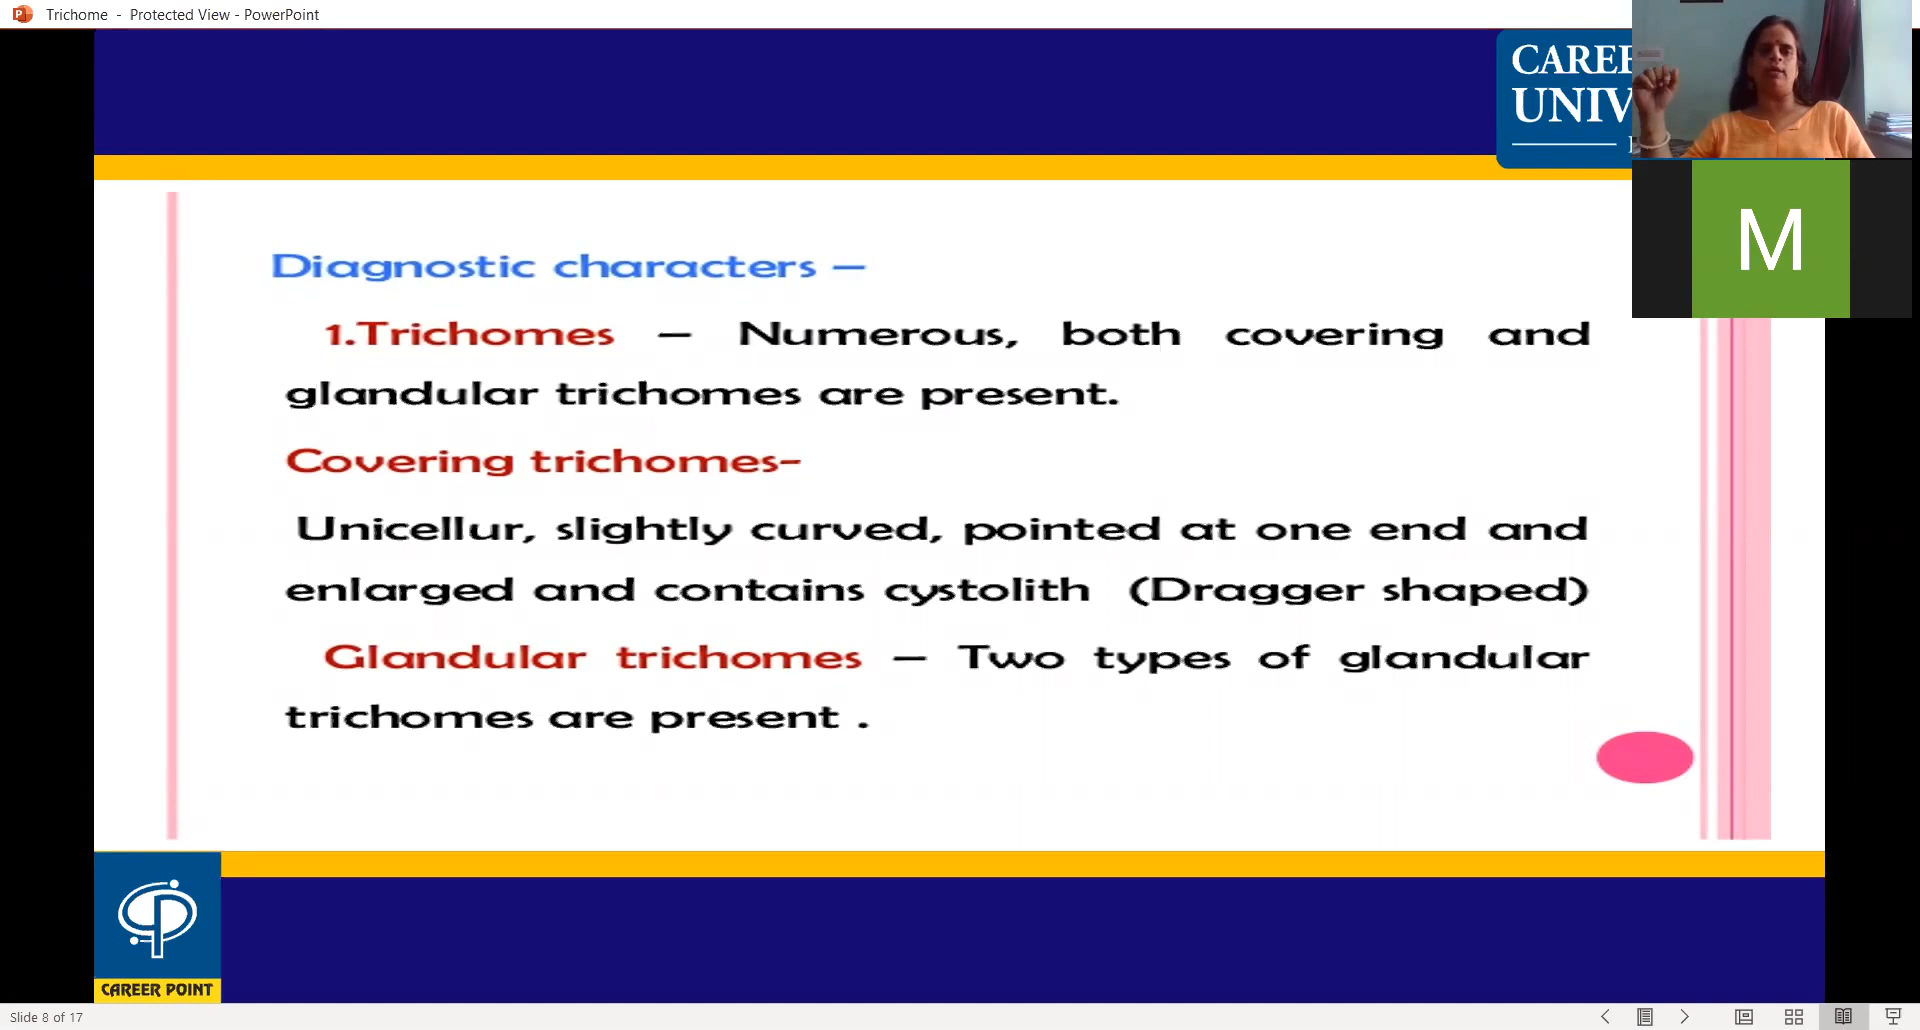 Trichome - Protected View - PowerPoint
CAREER
UNIV
M
Diagnostic characters –
1.Trichomes – Numerous, both covering and
glandular trichomes are present.
Covering trichomes-
Unicellur, slightly curved, pointed at one end and
enlarged and contains cystolith (Dragger shaped)
Glandular trichomes – Two types of glandular
trichomes are present .
CAREER POINT
Slide 8 of 17